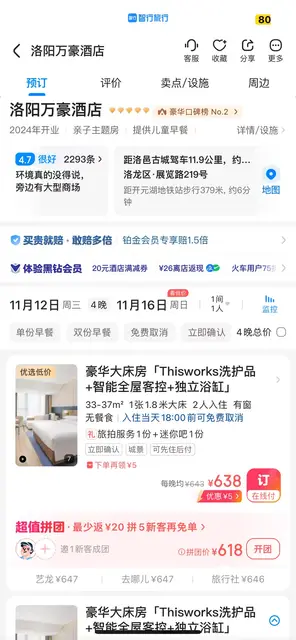 智行旅行
80
洛阳万豪酒店
客服
收藏
分享
更多
预订
评价
卖点/设施
周边
洛阳万豪酒店
豪华口碑榜 No.2
2024年开业
亲子主题房
提供儿童早餐
详情/设施
4.7 很好 2293条
环境真的没得说,
旁边有大型商场
距洛邑古城驾车11.9公里,约...
洛龙区·展览路219号
距开元湖地铁站步行379米,约6分
钟
地图
买贵就赔·敢赔多倍
铂金会员专享赔1.5倍
体验黑钻会员
20元酒店满减券
¥26离店返现
火车用户75折
11月12日 周三
4晚
11月16日 周日
看低价
1间
1人
监控
单份早餐
双份早餐
免费取消
立即确认
4晚总价
优选低价
豪华大床房「Thisworks洗护品
+智能全屋客控+独立浴缸」
33-37m² 1张1.8米大床 2人入住 有窗
无餐食 入住当天18:00前可免费取消
礼 旅拍服务1份+迷你吧1份
立即确认
城景
可先住后付
下单再领¥5
7
每晚均¥643 ¥638
优惠¥5
订
在线付
超值拼团·最少返¥20 拼5新客再免单
邀1新客成团
拼团价 ¥618
开团
艺龙 ¥647
去哪儿 ¥647
旅行社 ¥646
豪华大床房「Thisworks洗护品
+智能全屋客控+独立浴缸」